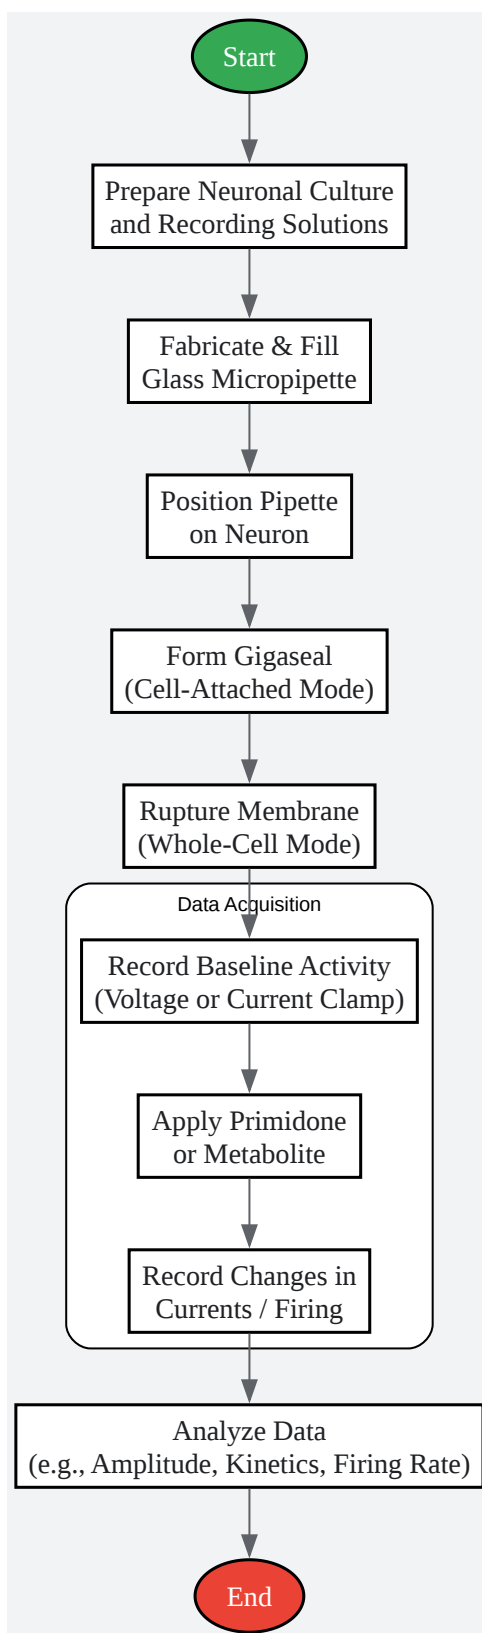 Start
Prepare Neuronal Culture
and Recording Solutions
Fabricate & Fill
Glass Micropipette
Position Pipette
on Neuron
Form Gigaseal
(Cell-Attached Mode)
Rupture Membrane
(Whole-Cell Mode)
Data Acquisition
Record Baseline Activity
(Voltage or Current Clamp)
Apply Primidone
or Metabolite
Record Changes in
Currents / Firing
Analyze Data
(e.g., Amplitude, Kinetics, Firing Rate)
End